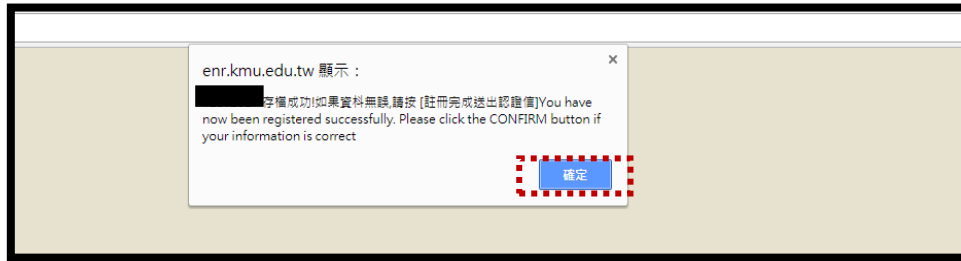 enr.kmu.edu.tw 顯示：
存檔成功!如果資料無誤,請按 [註冊完成送出認證信]You have
now been registered successfully. Please click the CONFIRM button if
your information is correct
確定